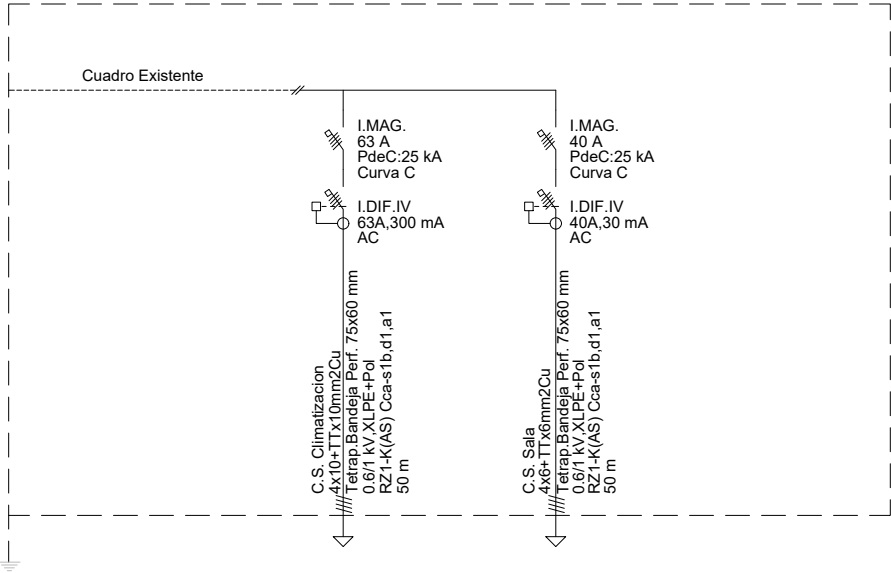 Cuadro Existente
I.MAG.
63 A
PdeC:25 kA
Curva C
I.DIF.IV
63A,300 mA
AC
C.S. Climatizacion
4x10+TTx10mm2Cu
Tetrap.Bandeja Perf. 75x60 mm
0.6/1 kV,XLPE+Pol
RZ1-K(AS) Cca-s1b,d1,a1
50 m
I.MAG.
40 A
PdeC:25 kA
Curva C
I.DIF.IV
40A,30 mA
AC
C.S. Sala
4x6+TTx6mm2Cu
Tetrap.Bandeja Perf. 75x60 mm
0.6/1 kV,XLPE+Pol
RZ1-K(AS) Cca-s1b,d1,a1
50 m